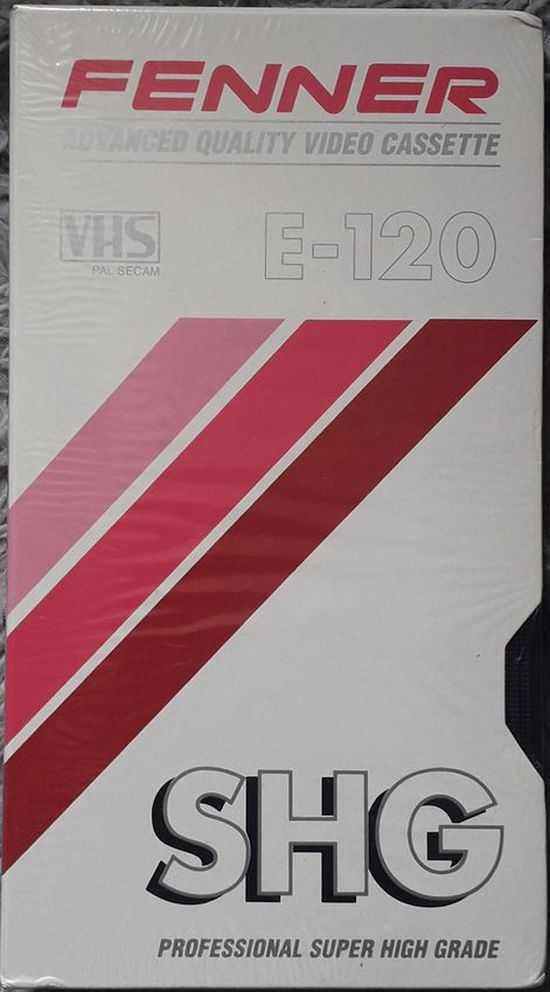 FENNER
ADVANCED QUALITY VIDEO CASSETTE
VHS
PAL SECAM
E-120
SHG
PROFESSIONAL SUPER HIGH GRADE